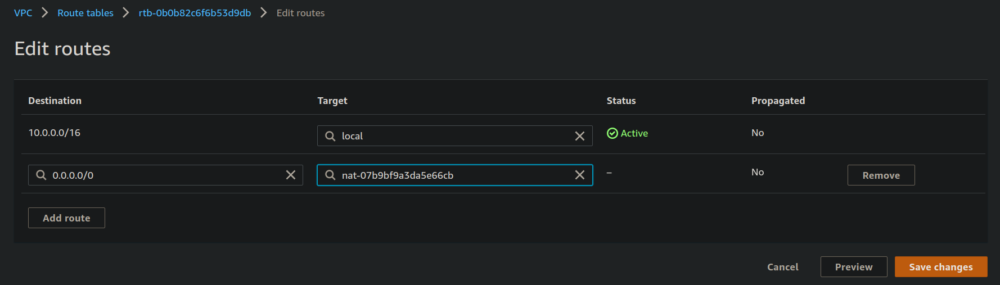 VPC > Route tables > rtb-0b0b82c6f6b53d9db > Edit routes
Edit routes
Destination Target Status Propagated
10.0.0.0/16 local Active No
0.0.0.0/0 nat-07b9bf9a3da5e66cb – No Remove
Add route
Cancel Preview Save changes